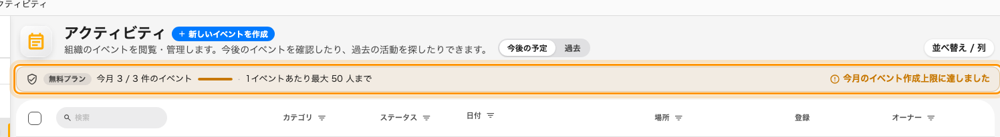 クティビティ
アクティビティ
+ 新しいイベントを作成
組織のイベントを閲覧・管理します。今後のイベントを確認したり、過去の活動を探したりできます。
今後の予定 過去
並べ替え / 列
無料プラン 今月 3 / 3 件のイベント · 1イベントあたり最大 50 人まで
今月のイベント作成上限に達しました
検索 カテゴリ ステータス 日付 場所 登録 オーナー